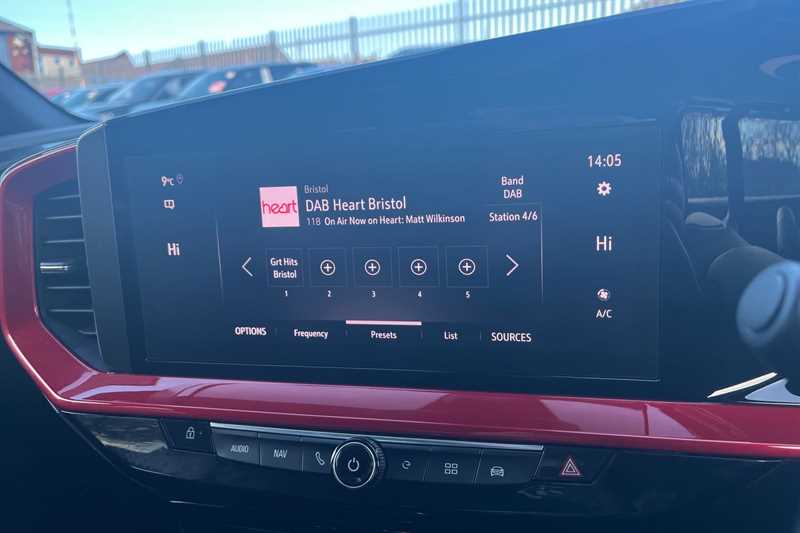 9°C
14:05
Bristol
heart
DAB Heart Bristol
118 On Air Now on Heart: Matt Wilkinson
Band
DAB
Station 4/6
Hi
Hi
Grt Hits
Bristol
1
2
3
4
5
A/C
OPTIONS
Frequency
Presets
List
SOURCES
AUDIO
NAV